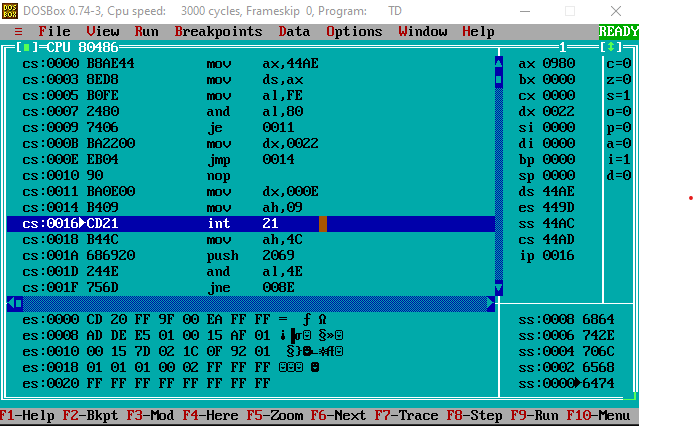 DOSBox 0.74-3, Cpu speed: 3000 cycles, Frameskip 0, Program: TD
≡ File View Run Breakpoints Data Options Window Help READY
[■]=CPU 80486 1 [↕]
cs:0000 B8AE44 mov ax,44AE ax 0980 c=0
cs:0003 8ED8 mov ds,ax bx 0000 z=0
cs:0005 B0FE mov al,FE cx 0000 s=1
cs:0007 2480 and al,80 dx 0022 o=0
cs:0009 7406 je 0011 si 0000 p=0
cs:000B BA2200 mov dx,0022 di 0000 a=0
cs:000E EB04 jmp 0014 bp 0000 i=1
cs:0010 90 nop sp 0000 d=0
cs:0011 BA0E00 mov dx,000E ds 44AE
cs:0014 B409 mov ah,09 es 449D
cs:0016►CD21 int 21 ss 44AC
cs:0018 B44C mov ah,4C cs 44AD
cs:001A 686920 push 2069 ip 0016
cs:001D 244E and al,4E
cs:001F 756D jne 008E
es:0000 CD 20 FF 9F 00 EA FF FF = ƒ Ω ss:0008 6864
es:0008 AD DE E5 01 00 15 AF 01 ss:0006 742E
es:0010 00 15 7D 02 1C 0F 92 01 ss:0004 706C
es:0018 01 01 01 00 02 FF FF FF ss:0002 6568
es:0020 FF FF FF FF FF FF FF FF ss:0000►6474
F1-Help F2-Bkpt F3-Mod F4-Here F5-Zoom F6-Next F7-Trace F8-Step F9-Run F10-Menu